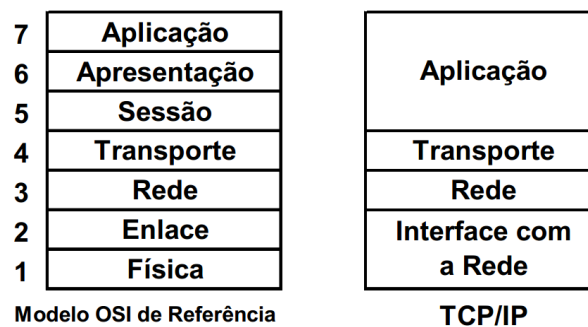 7 Aplicação
6 Apresentação
5 Sessão
4 Transporte
3 Rede
2 Enlace
1 Física
Modelo OSI de Referência
Aplicação
Transporte
Rede
Interface com
a Rede
TCP/IP